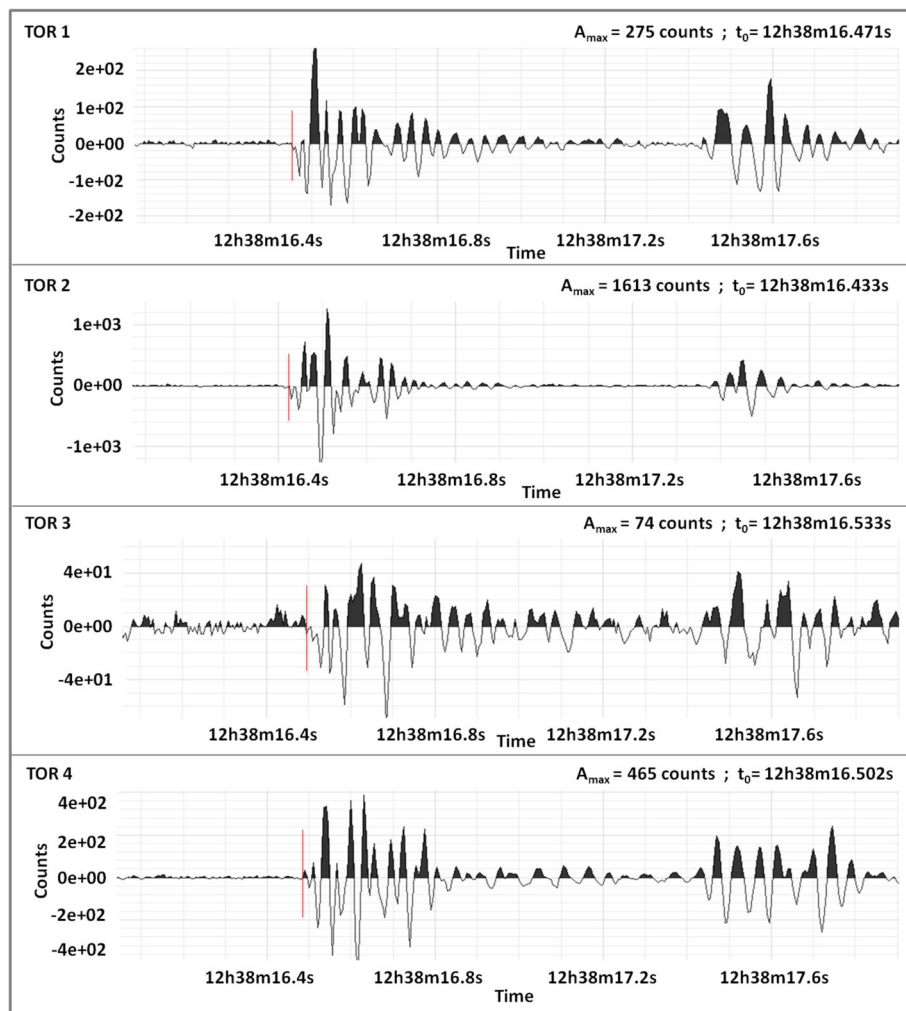 TOR 1 Amax = 275 counts ; t0= 12h38m16.471s
2e+02
1e+02
0e+00
-1e+02
-2e+02
Counts
12h38m16.4s 12h38m16.8s 12h38m17.2s 12h38m17.6s
Time
TOR 2 Amax = 1613 counts ; t0= 12h38m16.433s
1e+03
0e+00
-1e+03
Counts
12h38m16.4s 12h38m16.8s 12h38m17.2s 12h38m17.6s
Time
TOR 3 Amax = 74 counts ; t0= 12h38m16.533s
4e+01
0e+00
-4e+01
Counts
12h38m16.4s 12h38m16.8s 12h38m17.2s 12h38m17.6s
Time
TOR 4 Amax = 465 counts ; t0= 12h38m16.502s
4e+02
2e+02
0e+00
-2e+02
-4e+02
Counts
12h38m16.4s 12h38m16.8s 12h38m17.2s 12h38m17.6s
Time